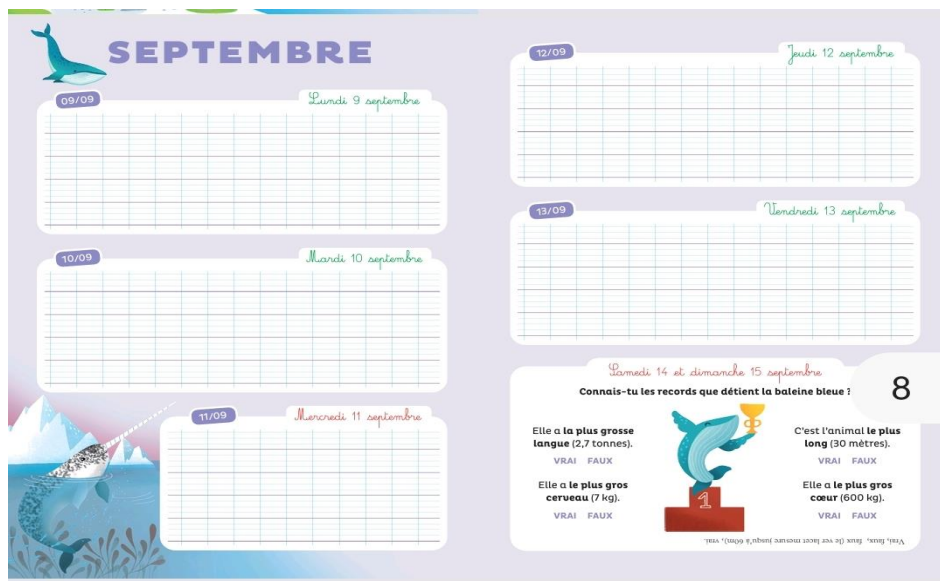 SEPTEMBRE
09/09
Lundi 9 septembre
10/09
Mardi 10 septembre
11/09
Mercredi 11 septembre
12/09
Jeudi 12 septembre
13/09
Vendredi 13 septembre
Samedi 14 et dimanche 15 septembre
Connais-tu les records que détient la baleine bleue ?
8
Elle a la plus grosse
langue (2,7 tonnes).
VRAI FAUX
Elle a le plus gros
cerveau (7 kg).
VRAI FAUX
1
C'est l'animal le plus
long (30 mètres).
VRAI FAUX
Elle a le plus gros
cœur (600 kg).
VRAI FAUX
Vrai, faux, faux (le ver lacet mesure jusqu'à 60m), vrai.